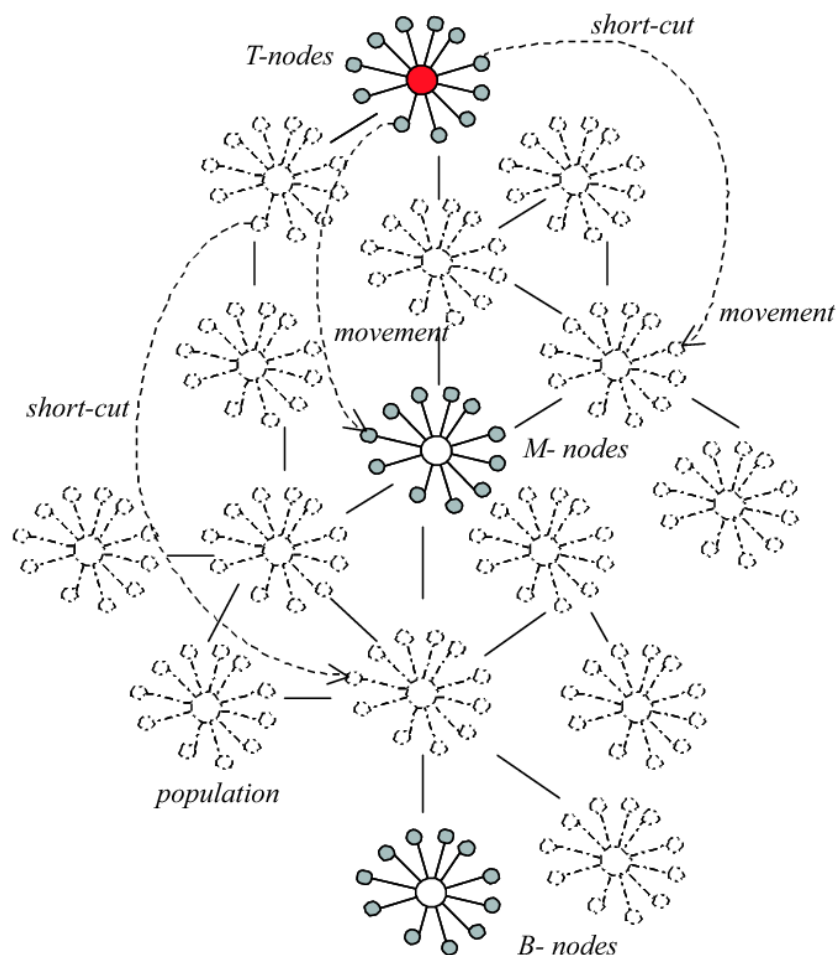 short-cut
T-nodes
movement
movement
short-cut
M- nodes
population
B- nodes